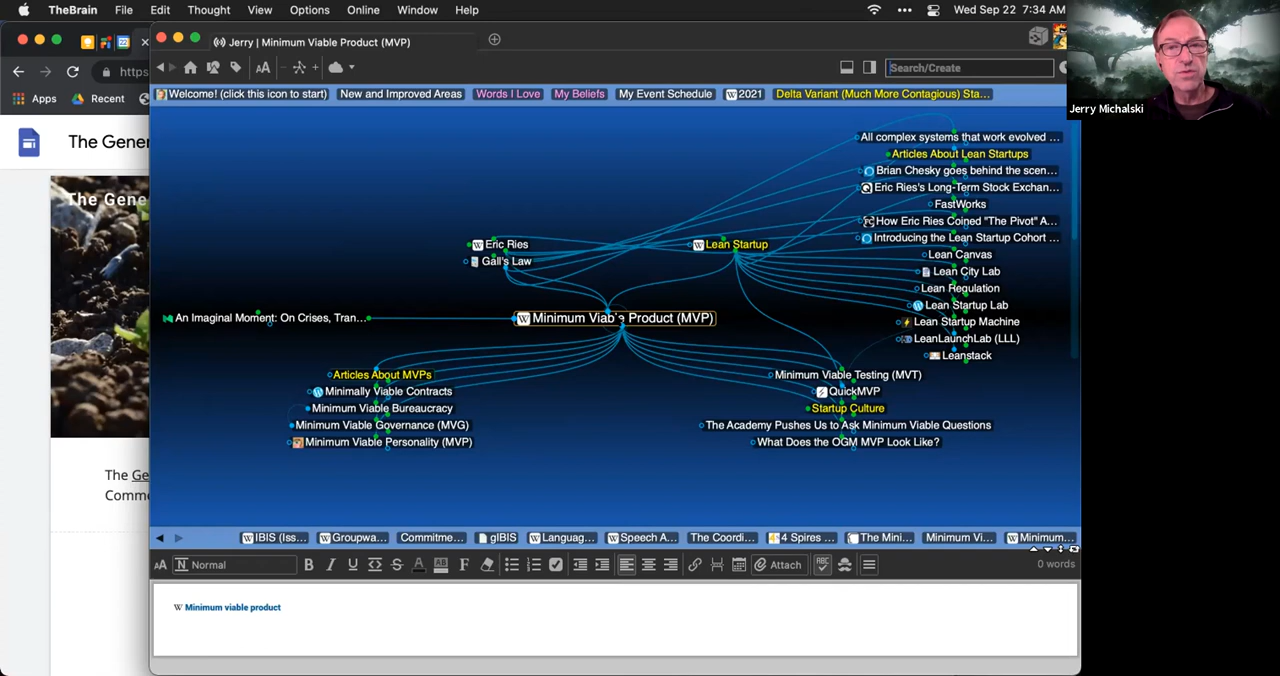 TheBrain File Edit Thought View Options Online Window Help Wed Sep 22 7:34 AM
Jerry | Minimum Viable Product (MVP)
https
Search/Create
Apps Recent
Welcome! (click this icon to start) New and Improved Areas Words I Love My Beliefs My Event Schedule 2021 Delta Variant (Much More Contagious) Sta...
Jerry Michalski
The Gener
The Gene
All complex systems that work evolved ...
Articles About Lean Startups
Brian Chesky goes behind the scen...
Eric Ries's Long-Term Stock Exchan...
FastWorks
How Eric Ries Coined "The Pivot" A...
Introducing the Lean Startup Cohort ...
Lean Canvas
Lean City Lab
Lean Regulation
Lean Startup Lab
Lean Startup Machine
LeanLaunchLab (LLL)
Leanstack
Eric Ries
Gall's Law
Lean Startup
An Imaginal Moment: On Crises, Tran...
Minimum Viable Product (MVP)
Articles About MVPs
Minimally Viable Contracts
Minimum Viable Bureaucracy
Minimum Viable Governance (MVG)
Minimum Viable Personality (MVP)
Minimum Viable Testing (MVT)
QuickMVP
Startup Culture
The Academy Pushes Us to Ask Minimum Viable Questions
What Does the OGM MVP Look Like?
The Ge
Comme
IBIS (Iss... Groupwa... Commitme... gIBIS Languag... Speech A... The Coordi... 4 Spires ... The Mini... Minimum Vi... Minimum...
Normal B I U S A AB F Attach ABC 0 words
W Minimum viable product